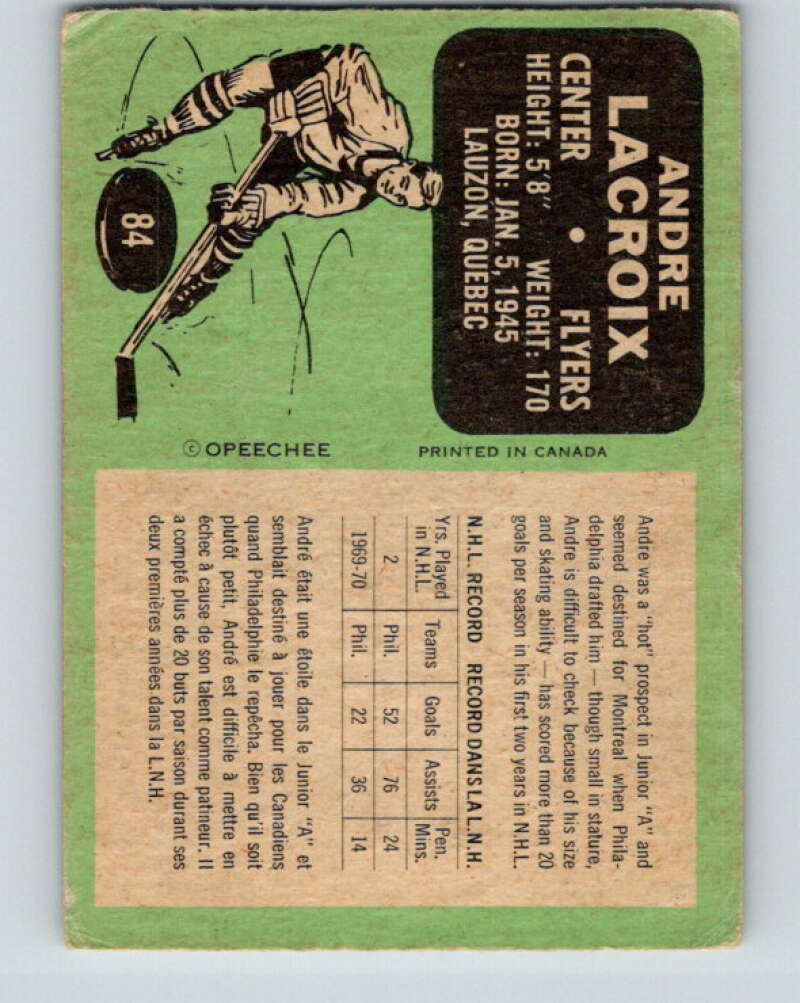 ANDRE
LACROIX
CENTER • FLYERS
HEIGHT: 5'8" WEIGHT: 170
BORN: JAN. 5, 1945
LAUZON, QUEBEC
84
© OPEECHEE
PRINTED IN CANADA
Andre was a "hot" prospect in Junior "A" and
seemed destined for Montreal when Phila-
delphia drafted him — though small in stature,
Andre is difficult to check because of his size
and skating ability — has scored more than 20
goals per season in his first two years in N.H.L.
N.H.L. RECORD RECORD DANS LA L.N.H.
Yrs. Played in N.H.L. Teams Goals Assists Pen. Mins.
2 Phil. 52 76 24
1969-70 Phil. 22 36 14
André était une étoile dans le Junior "A" et
semblait destiné à jouer pour les Canadiens
quand Philadelphie le repêcha. Bien qu'il soit
plutôt petit, André est difficile à mettre en
échec à cause de son talent comme patineur. Il
a compté plus de 20 buts par saison durant ses
deux premières années dans la L.N.H.